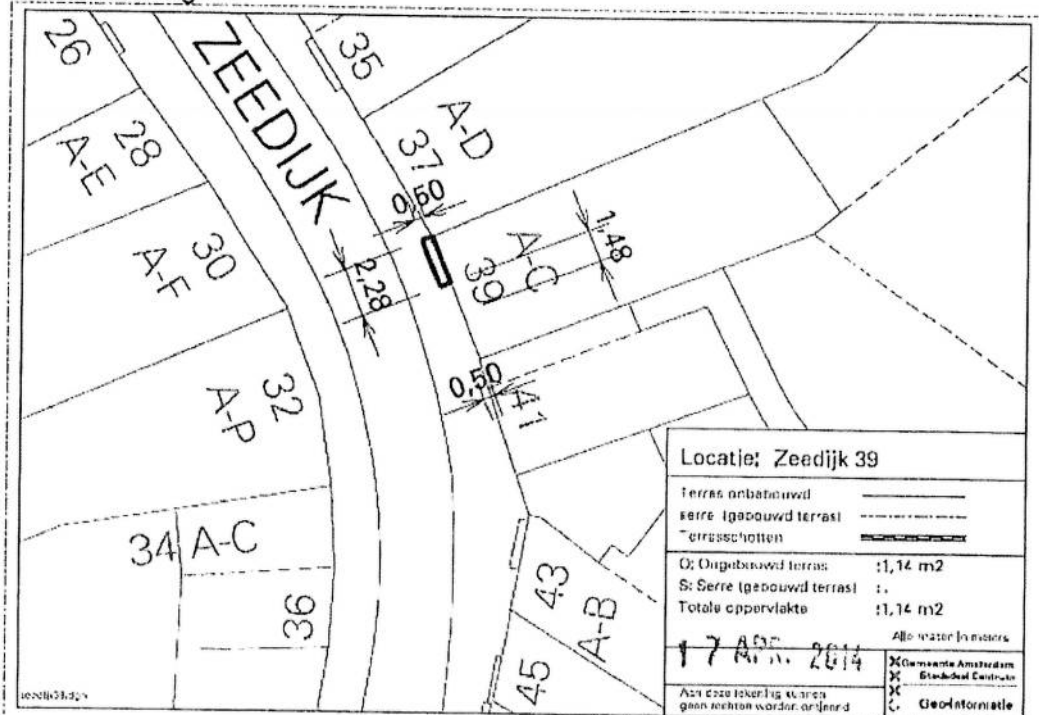 26
ZEEDIJK
35
A-D
37
28
A-E
0,50
30
A-F
2,28
39
A-C
1,48
32
A-P
0,50
41
34 A-C
36
43
A-B
45
Locatie: Zeedijk 39
Terras onbebouwd
serre (gebouwd terras)
Terrasschotten
O: Ongebouwd terras :1,14 m2
S: Serre (gebouwd terras) :.
Totale oppervlakte :1,14 m2
Alle maten in meters
17 APR. 2014
Gemeente Amsterdam
Stadsdeel Centrum
Geo-Informatie
Aan deze tekening kunnen
geen rechten worden ontleend
zeedijk39.dgn